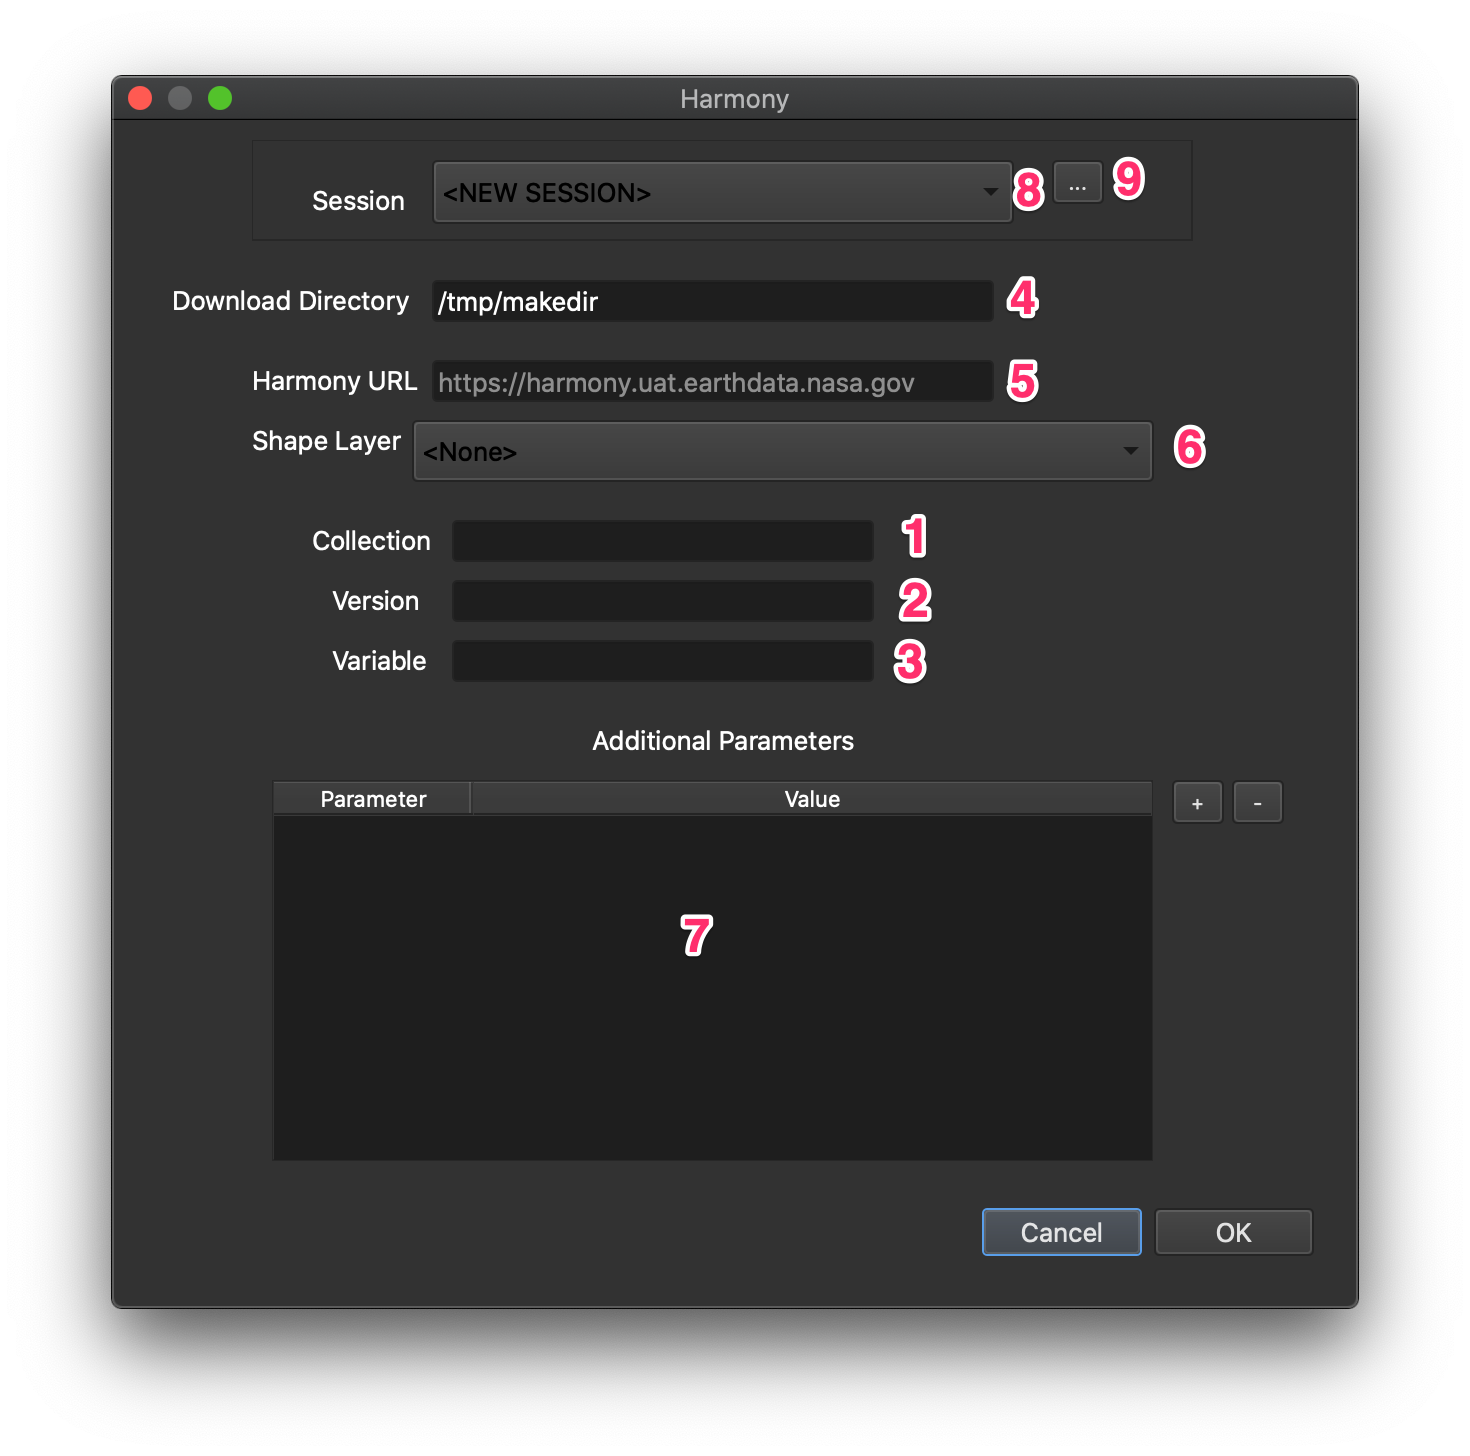 Harmony
Session <NEW SESSION> 8 ... 9
Download Directory /tmp/makedir 4
Harmony URL https://harmony.uat.earthdata.nasa.gov 5
Shape Layer <None> 6
Collection 1
Version 2
Variable 3
Additional Parameters
Parameter Value + -
7
Cancel OK